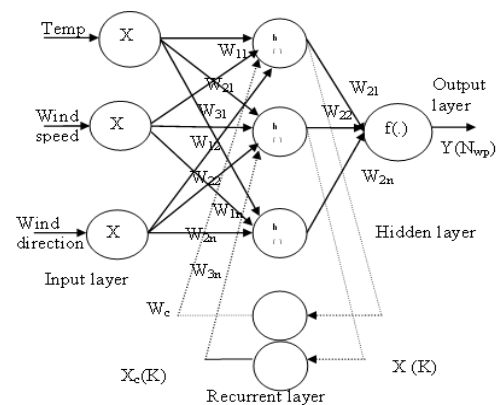 Temp
X
h
( )
W11
W21
W21
Output
layer
Wind
speed
X
W31
W12
h
( )
W22
f(.)
Y(Nwp)
W22
W2n
W1n
Wind
direction
X
W2n
h
( )
Hidden layer
Input layer
W3n
Wc
Xc(K)
X (K)
Recurrent layer